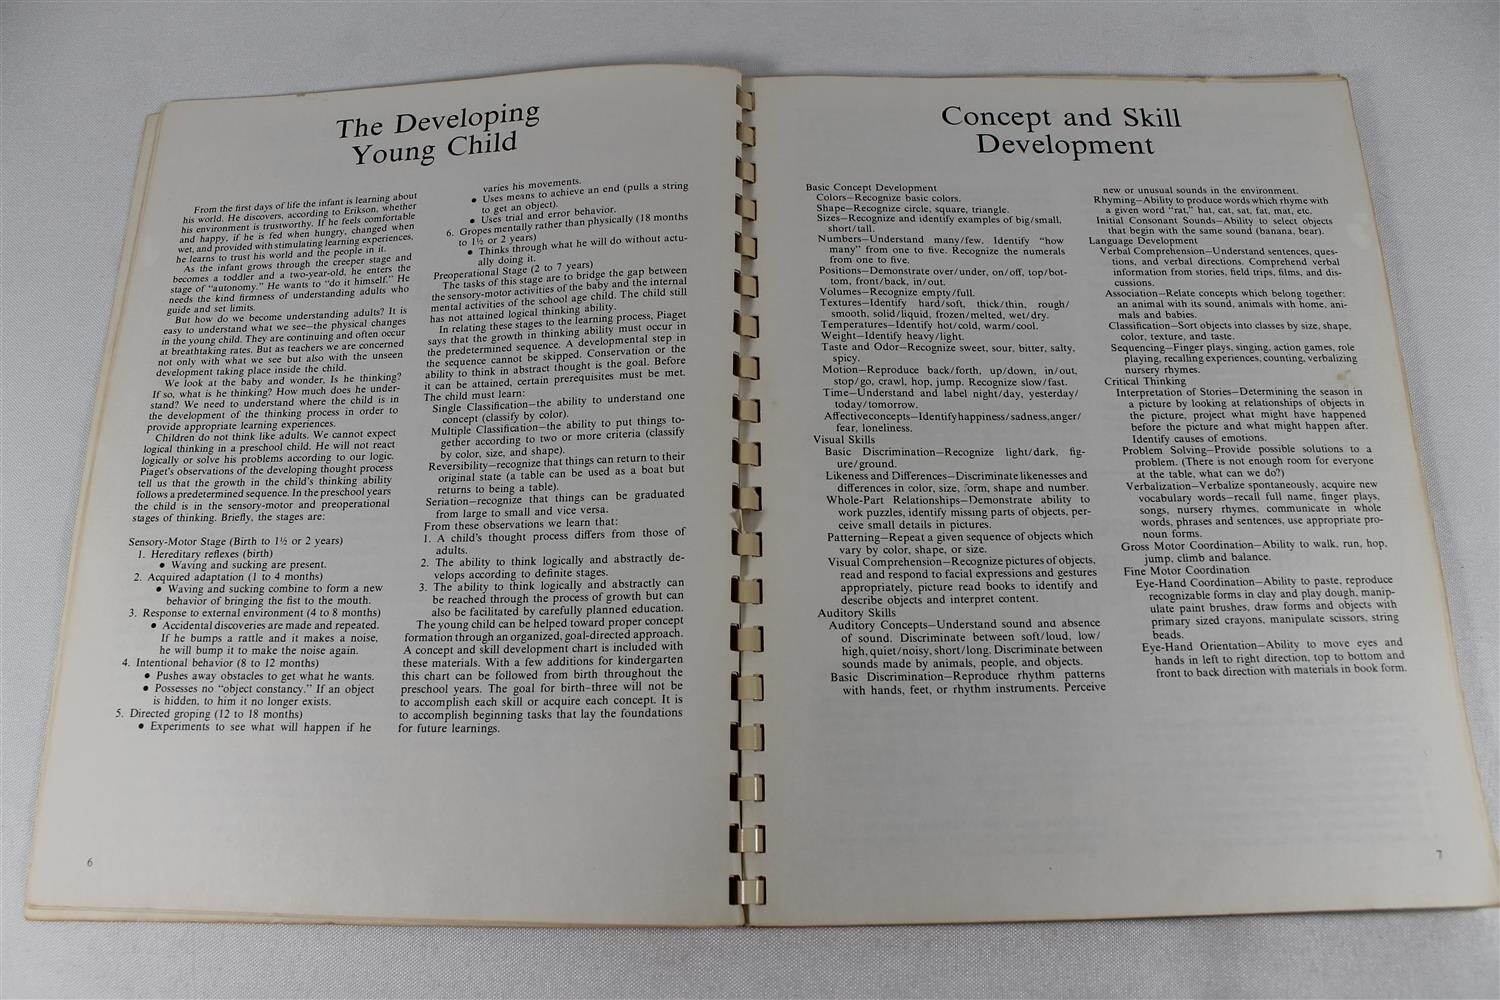 The Developing
Young Child
From the first days of life the infant is learning about
his world. He discovers, according to Erikson, whether
his environment is trustworthy. If he feels comfortable
and happy, if he is fed when hungry, changed when
wet, and provided with stimulating learning experiences,
he learns to trust his world and the people in it.
As the infant grows through the creeper stage and
becomes a toddler and a two-year-old, he enters the
stage of "autonomy." He wants to "do it himself." He
needs the kind firmness of understanding adults who
guide and set limits.
But how do we become understanding adults? It is
easy to understand what we see—the physical changes
in the young child. They are continuing and often occur
at breathtaking rates. But as teachers we are concerned
not only with what we see but also with the unseen
development taking place inside the child.
We look at the baby and wonder, Is he thinking?
If so, what is he thinking? How much does he under-
stand? We need to understand where the child is in
the development of the thinking process in order to
provide appropriate learning experiences.
Children do not think like adults. We cannot expect
logical thinking in a preschool child. He will not react
logically or solve his problems according to our logic.
Piaget's observations of the developing thought process
tell us that the growth in the child's thinking ability
follows a predetermined sequence. In the preschool years
the child is in the sensory-motor and preoperational
stages of thinking. Briefly, the stages are:
Sensory-Motor Stage (Birth to 1½ or 2 years)
1. Hereditary reflexes (birth)
• Waving and sucking are present.
2. Acquired adaptation (1 to 4 months)
• Waving and sucking combine to form a new
behavior of bringing the fist to the mouth.
3. Response to external environment (4 to 8 months)
• Accidental discoveries are made and repeated.
If he bumps a rattle and it makes a noise,
he will bump it to make the noise again.
4. Intentional behavior (8 to 12 months)
• Pushes away obstacles to get what he wants.
• Possesses no "object constancy." If an object
is hidden, to him it no longer exists.
5. Directed groping (12 to 18 months)
• Experiments to see what will happen if he
varies his movements.
• Uses means to achieve an end (pulls a string
to get an object).
• Uses trial and error behavior.
6. Gropes mentally rather than physically (18 months
to 1½ or 2 years)
• Thinks through what he will do without actu-
ally doing it.
Preoperational Stage (2 to 7 years)
The tasks of this stage are to bridge the gap between
the sensory-motor activities of the baby and the internal
mental activities of the school age child. The child still
has not attained logical thinking ability.
In relating these stages to the learning process, Piaget
says that the growth in thinking ability must occur in
the predetermined sequence. A developmental step in
the sequence cannot be skipped. Conservation or the
ability to think in abstract thought is the goal. Before
it can be attained, certain prerequisites must be met.
The child must learn:
Single Classification—the ability to understand one
concept (classify by color).
Multiple Classification—the ability to put things to-
gether according to two or more criteria (classify
by color, size, and shape).
Reversibility—recognize that things can return to their
original state (a table can be used as a boat but
returns to being a table).
Seriation—recognize that things can be graduated
from large to small and vice versa.
From these observations we learn that:
1. A child's thought process differs from those of
adults.
2. The ability to think logically and abstractly de-
velops according to definite stages.
3. The ability to think logically and abstractly can
be reached through the process of growth but can
also be facilitated by carefully planned education.
The young child can be helped toward proper concept
formation through an organized, goal-directed approach.
A concept and skill development chart is included with
these materials. With a few additions for kindergarten
this chart can be followed from birth throughout the
preschool years. The goal for birth–three will not be
to accomplish each skill or acquire each concept. It is
to accomplish beginning tasks that lay the foundations
for future learnings.
6
Concept and Skill
Development
Basic Concept Development
Colors—Recognize basic colors.
Shape—Recognize circle, square, triangle.
Sizes—Recognize and identify examples of big/small,
short/tall.
Numbers—Understand many/few. Identify "how
many" from one to five. Recognize the numerals
from one to five.
Positions—Demonstrate over/under, on/off, top/bot-
tom, front/back, in/out.
Volumes—Recognize empty/full.
Textures—Identify hard/soft, thick/thin, rough/
smooth, solid/liquid, frozen/melted, wet/dry.
Temperatures—Identify hot/cold, warm/cool.
Weight—Identify heavy/light.
Taste and Odor—Recognize sweet, sour, bitter, salty,
spicy.
Motion—Reproduce back/forth, up/down, in/out,
stop/go, crawl, hop, jump. Recognize slow/fast.
Time—Understand and label night/day, yesterday/
today/tomorrow.
Affective concepts—Identify happiness/sadness, anger/
fear, loneliness.
Visual Skills
Basic Discrimination—Recognize light/dark, fig-
ure/ground.
Likeness and Differences—Discriminate likenesses and
differences in color, size, form, shape and number.
Whole-Part Relationships—Demonstrate ability to
work puzzles, identify missing parts of objects, per-
ceive small details in pictures.
Patterning—Repeat a given sequence of objects which
vary by color, shape, or size.
Visual Comprehension—Recognize pictures of objects,
read and respond to facial expressions and gestures
appropriately, picture read books to identify and
describe objects and interpret content.
Auditory Skills
Auditory Concepts—Understand sound and absence
of sound. Discriminate between soft/loud, low/
high, quiet/noisy, short/long. Discriminate between
sounds made by animals, people, and objects.
Basic Discrimination—Reproduce rhythm patterns
with hands, feet, or rhythm instruments. Perceive
new or unusual sounds in the environment.
Rhyming—Ability to produce words which rhyme with
a given word "rat," hat, cat, sat, fat, mat, etc.
Initial Consonant Sounds—Ability to select objects
that begin with the same sound (banana, bear).
Language Development
Verbal Comprehension—Understand sentences, ques-
tions, and verbal directions. Comprehend verbal
information from stories, field trips, films, and dis-
cussions.
Association—Relate concepts which belong together:
an animal with its sound, animals with home, ani-
mals and babies.
Classification—Sort objects into classes by size, shape,
color, texture, and taste.
Sequencing—Finger plays, singing, action games, role
playing, recalling experiences, counting, verbalizing
nursery rhymes.
Critical Thinking
Interpretation of Stories—Determining the season in
a picture by looking at relationships of objects in
the picture, project what might have happened
before the picture and what might happen after.
Identify causes of emotions.
Problem Solving—Provide possible solutions to a
problem. (There is not enough room for everyone
at the table, what can we do?)
Verbalization—Verbalize spontaneously, acquire new
vocabulary words—recall full name, finger plays,
songs, nursery rhymes, communicate in whole
words, phrases and sentences, use appropriate pro-
noun forms.
Gross Motor Coordination—Ability to walk, run, hop,
jump, climb and balance.
Fine Motor Coordination
Eye-Hand Coordination—Ability to paste, reproduce
recognizable forms in clay and play dough, manip-
ulate paint brushes, draw forms and objects with
primary sized crayons, manipulate scissors, string
beads.
Eye-Hand Orientation—Ability to move eyes and
hands in left to right direction, top to bottom and
front to back direction with materials in book form.
7